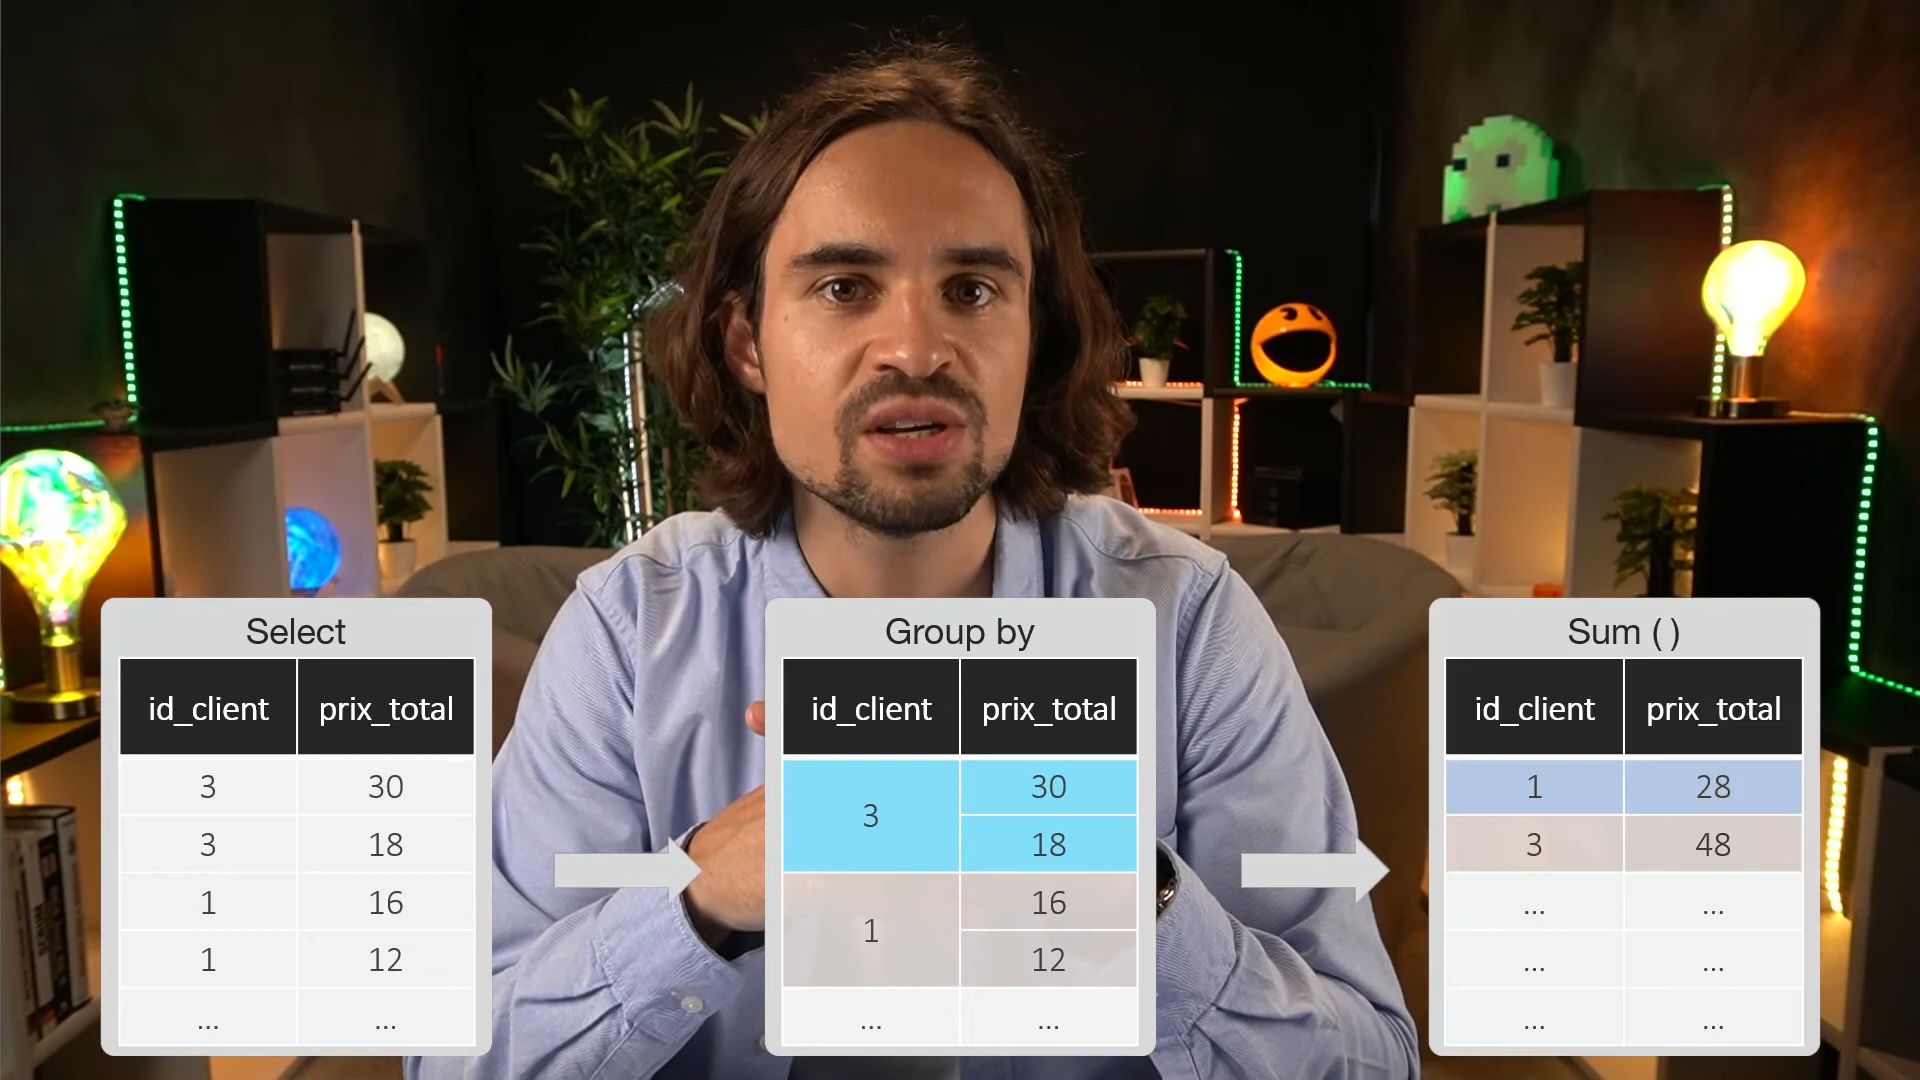 Select
id_client prix_total
3 30
3 18
1 16
1 12
... ...
Group by
id_client prix_total
3 30
18
1 16
12
... ...
Sum ( )
id_client prix_total
1 28
3 48
... ...
... ...
... ...